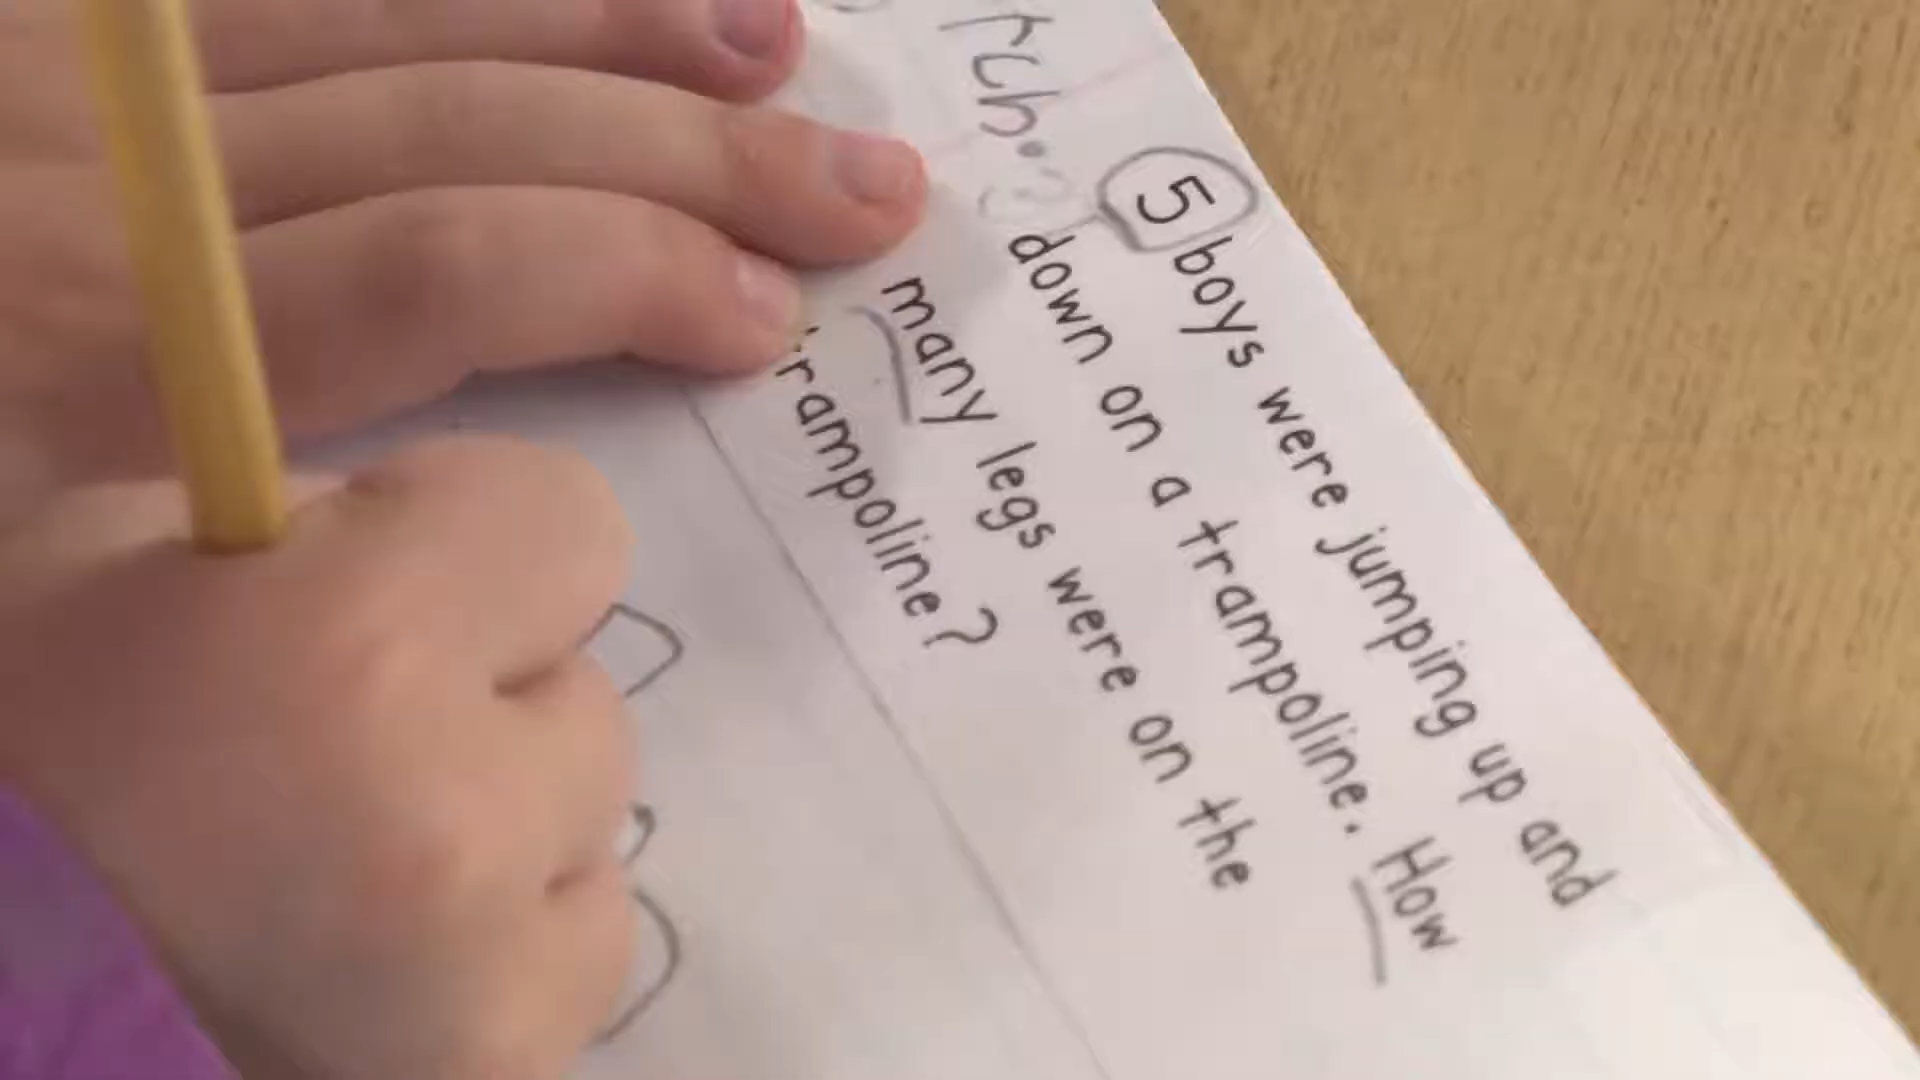 5 boys were jumping up and
down on a trampoline. How
many legs were on the
trampoline?